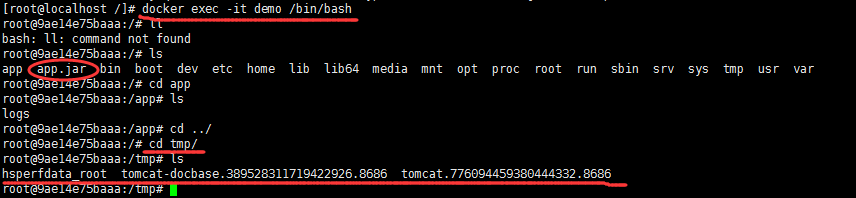 [root@localhost /]# docker exec -it demo /bin/bash
root@9ae14e75baaa:/# ll
bash: ll: command not found
root@9ae14e75baaa:/# ls
app  app.jar  bin  boot  dev  etc  home  lib  lib64  media  mnt  opt  proc  root  run  sbin  srv  sys  tmp  usr  var
root@9ae14e75baaa:/# cd app
root@9ae14e75baaa:/app# ls
logs
root@9ae14e75baaa:/app# cd ../
root@9ae14e75baaa:/# cd tmp/
root@9ae14e75baaa:/tmp# ls
hsperfdata_root  tomcat-docbase.389528311719422926.8686  tomcat.776094459380444332.8686
root@9ae14e75baaa:/tmp#